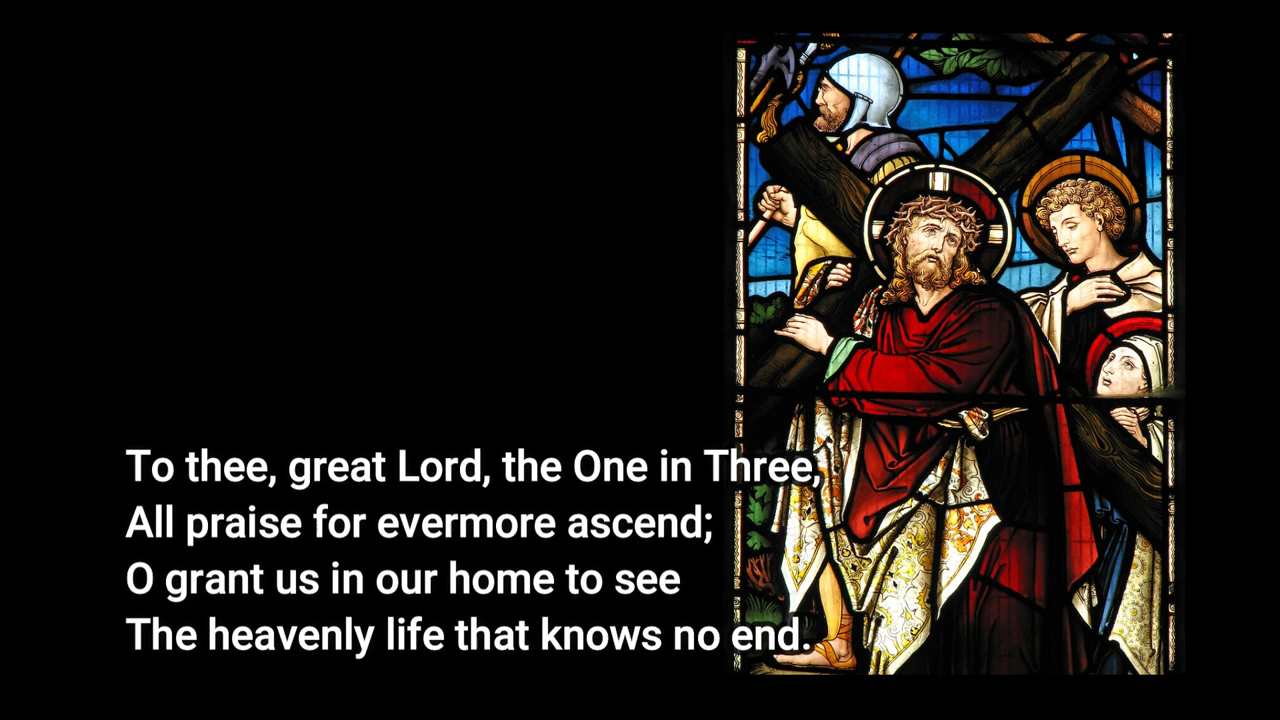 To thee, great Lord, the One in Three,
All praise for evermore ascend;
O grant us in our home to see
The heavenly life that knows no end.